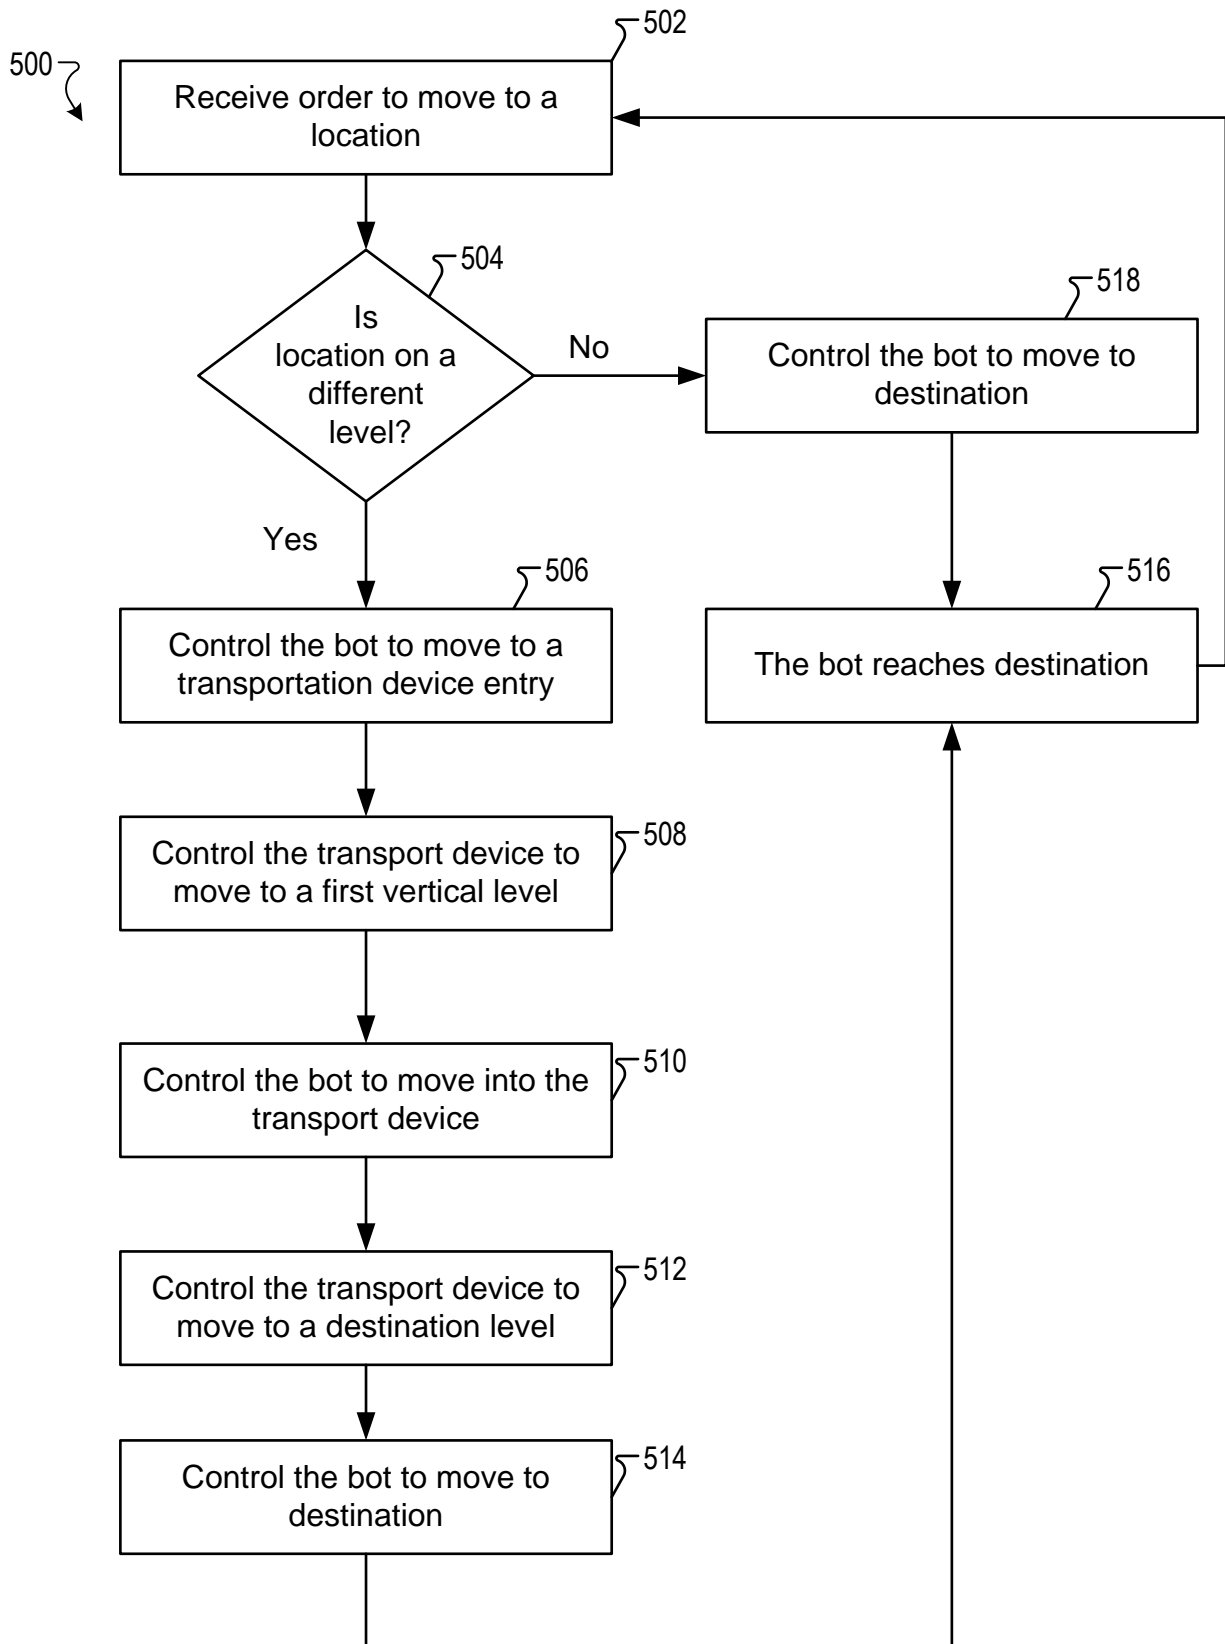 500
502
Receive order to move to a
location
504
Is
location on a
different
level?
No
518
Control the bot to move to
destination
Yes
506
Control the bot to move to a
transportation device entry
516
The bot reaches destination
508
Control the transport device to
move to a first vertical level
510
Control the bot to move into the
transport device
512
Control the transport device to
move to a destination level
514
Control the bot to move to
destination